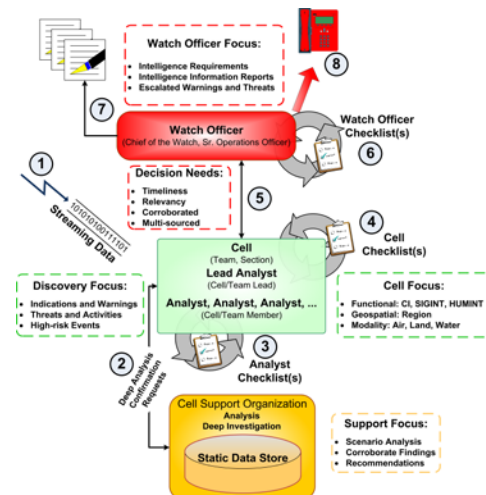 Watch Officer Focus:
• Intelligence Requirements
• Intelligence Information Reports
• Escalated Warnings and Threats
8
7
Watch Officer
(Chief of the Watch, Sr. Operations Officer)
Watch Officer
Checklist(s)
6
1
101010100111101
Streaming Data
Decision Needs:
• Timeliness
• Relevancy
• Corroborated
• Multi-sourced
5
4
Cell
Checklist(s)
Cell
(Team, Section)
Lead Analyst
(Cell/Team Lead)
Analyst, Analyst, Analyst, ...
(Cell/Team Member)
Discovery Focus:
• Indications and Warnings
• Threats and Activities
• High-risk Events
Cell Focus:
• Functional: CI, SIGINT, HUMINT
• Geospatial: Region
• Modality: Air, Land, Water
2
Deep Analysis
Confirmation
Requests
3
Analyst
Checklist(s)
Cell Support Organization
Analysis
Deep Investigation
Static Data Store
Support Focus:
• Scenario Analysis
• Corroborate Findings
• Recommendations